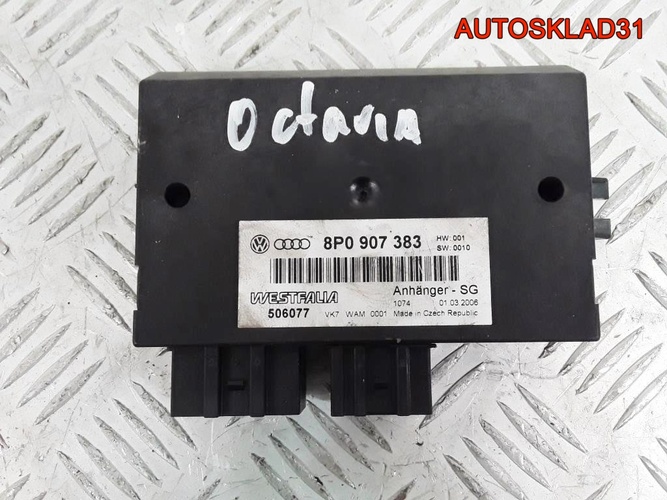 AUTOSKLAD31
Octavia
8P0 907 383
HW: 001
SW: 0010
WESTFALIA
506077
Anhänger - SG
1074 01.03.2006
VK7 WAM 0001 Made in Czech Republic